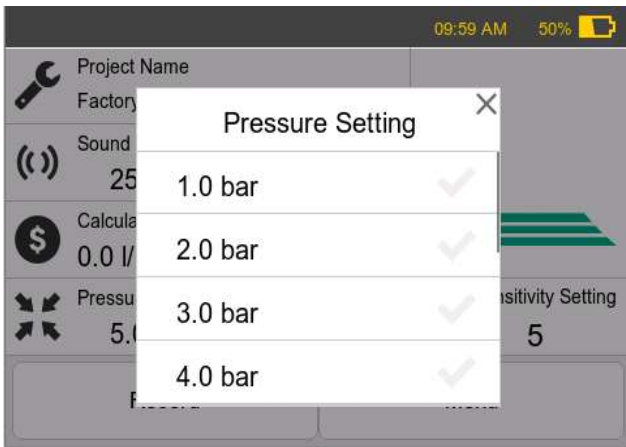 09:59 AM 50%
Project Name
Factory
Pressure Setting
Sound
25
1.0 bar
Calcula
0.0 l/
2.0 bar
Pressu
5.
3.0 bar
sitivity Setting
5
4.0 bar